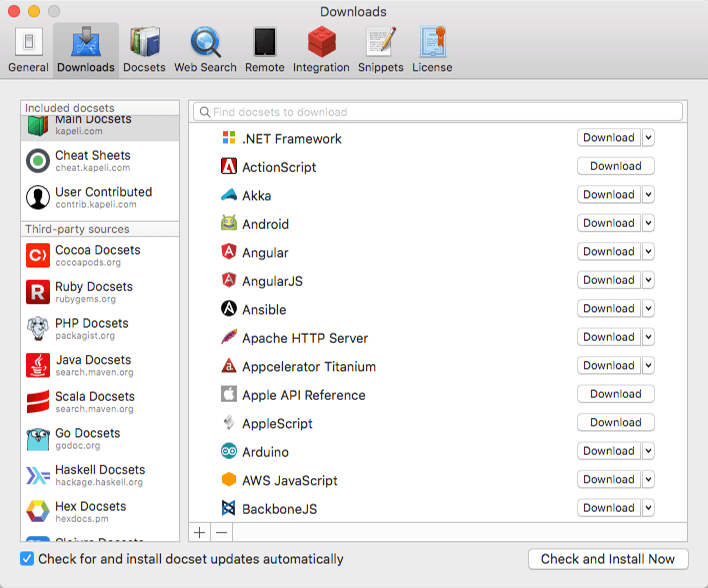 Downloads
General
Downloads
Docsets
Web Search
Remote
Integration
Snippets
License
Included docsets
Main Docsets
kapeli.com
Cheat Sheets
cheat.kapeli.com
User Contributed
contrib.kapeli.com
Third-party sources
Cocoa Docsets
cocoapods.org
Ruby Docsets
rubygems.org
PHP Docsets
packagist.org
Java Docsets
search.maven.org
Scala Docsets
search.maven.org
Go Docsets
godoc.org
Haskell Docsets
hackage.haskell.org
Hex Docsets
hexdocs.pm
Clojure Docsets
Find docsets to download
.NET Framework Download
ActionScript Download
Akka Download
Android Download
Angular Download
AngularJS Download
Ansible Download
Apache HTTP Server Download
Appcelerator Titanium Download
Apple API Reference Download
AppleScript Download
Arduino Download
AWS JavaScript Download
BackboneJS Download
Check for and install docset updates automatically
Check and Install Now